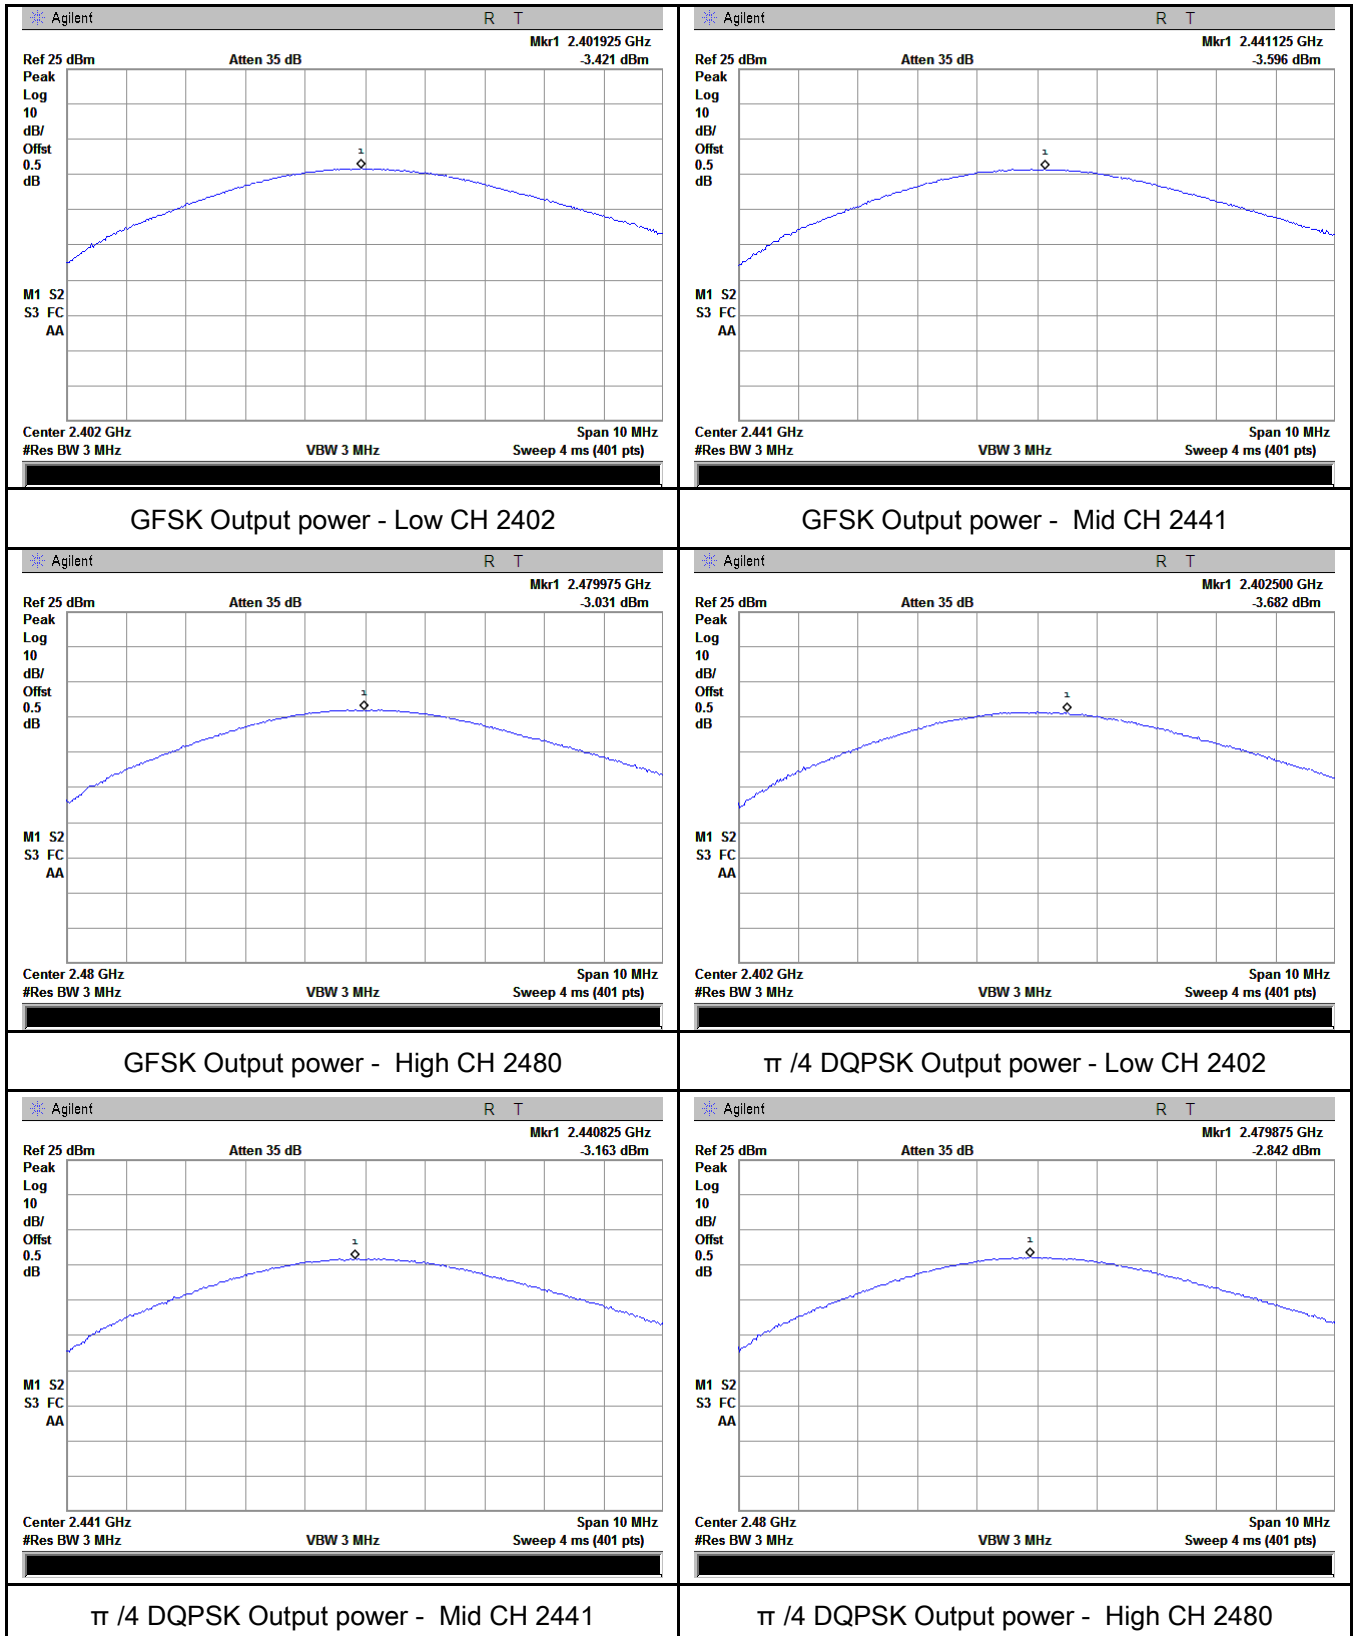 Agilent R T
Mkr1 2.401925 GHz
Ref 25 dBm Atten 35 dB -3.421 dBm
Peak
Log
10
dB/
Offst
0.5
dB
1
M1 S2
S3 FC
AA
Center 2.402 GHz Span 10 MHz
#Res BW 3 MHz VBW 3 MHz Sweep 4 ms (401 pts)
GFSK Output power - Low CH 2402
Agilent R T
Mkr1 2.441125 GHz
Ref 25 dBm Atten 35 dB -3.596 dBm
Peak
Log
10
dB/
Offst
0.5
dB
1
M1 S2
S3 FC
AA
Center 2.441 GHz Span 10 MHz
#Res BW 3 MHz VBW 3 MHz Sweep 4 ms (401 pts)
GFSK Output power - Mid CH 2441
Agilent R T
Mkr1 2.479975 GHz
Ref 25 dBm Atten 35 dB -3.031 dBm
Peak
Log
10
dB/
Offst
0.5
dB
1
M1 S2
S3 FC
AA
Center 2.48 GHz Span 10 MHz
#Res BW 3 MHz VBW 3 MHz Sweep 4 ms (401 pts)
GFSK Output power - High CH 2480
Agilent R T
Mkr1 2.402500 GHz
Ref 25 dBm Atten 35 dB -3.682 dBm
Peak
Log
10
dB/
Offst
0.5
dB
1
M1 S2
S3 FC
AA
Center 2.402 GHz Span 10 MHz
#Res BW 3 MHz VBW 3 MHz Sweep 4 ms (401 pts)
π /4 DQPSK Output power - Low CH 2402
Agilent R T
Mkr1 2.440825 GHz
Ref 25 dBm Atten 35 dB -3.163 dBm
Peak
Log
10
dB/
Offst
0.5
dB
1
M1 S2
S3 FC
AA
Center 2.441 GHz Span 10 MHz
#Res BW 3 MHz VBW 3 MHz Sweep 4 ms (401 pts)
π /4 DQPSK Output power - Mid CH 2441
Agilent R T
Mkr1 2.479875 GHz
Ref 25 dBm Atten 35 dB -2.842 dBm
Peak
Log
10
dB/
Offst
0.5
dB
1
M1 S2
S3 FC
AA
Center 2.48 GHz Span 10 MHz
#Res BW 3 MHz VBW 3 MHz Sweep 4 ms (401 pts)
π /4 DQPSK Output power - High CH 2480